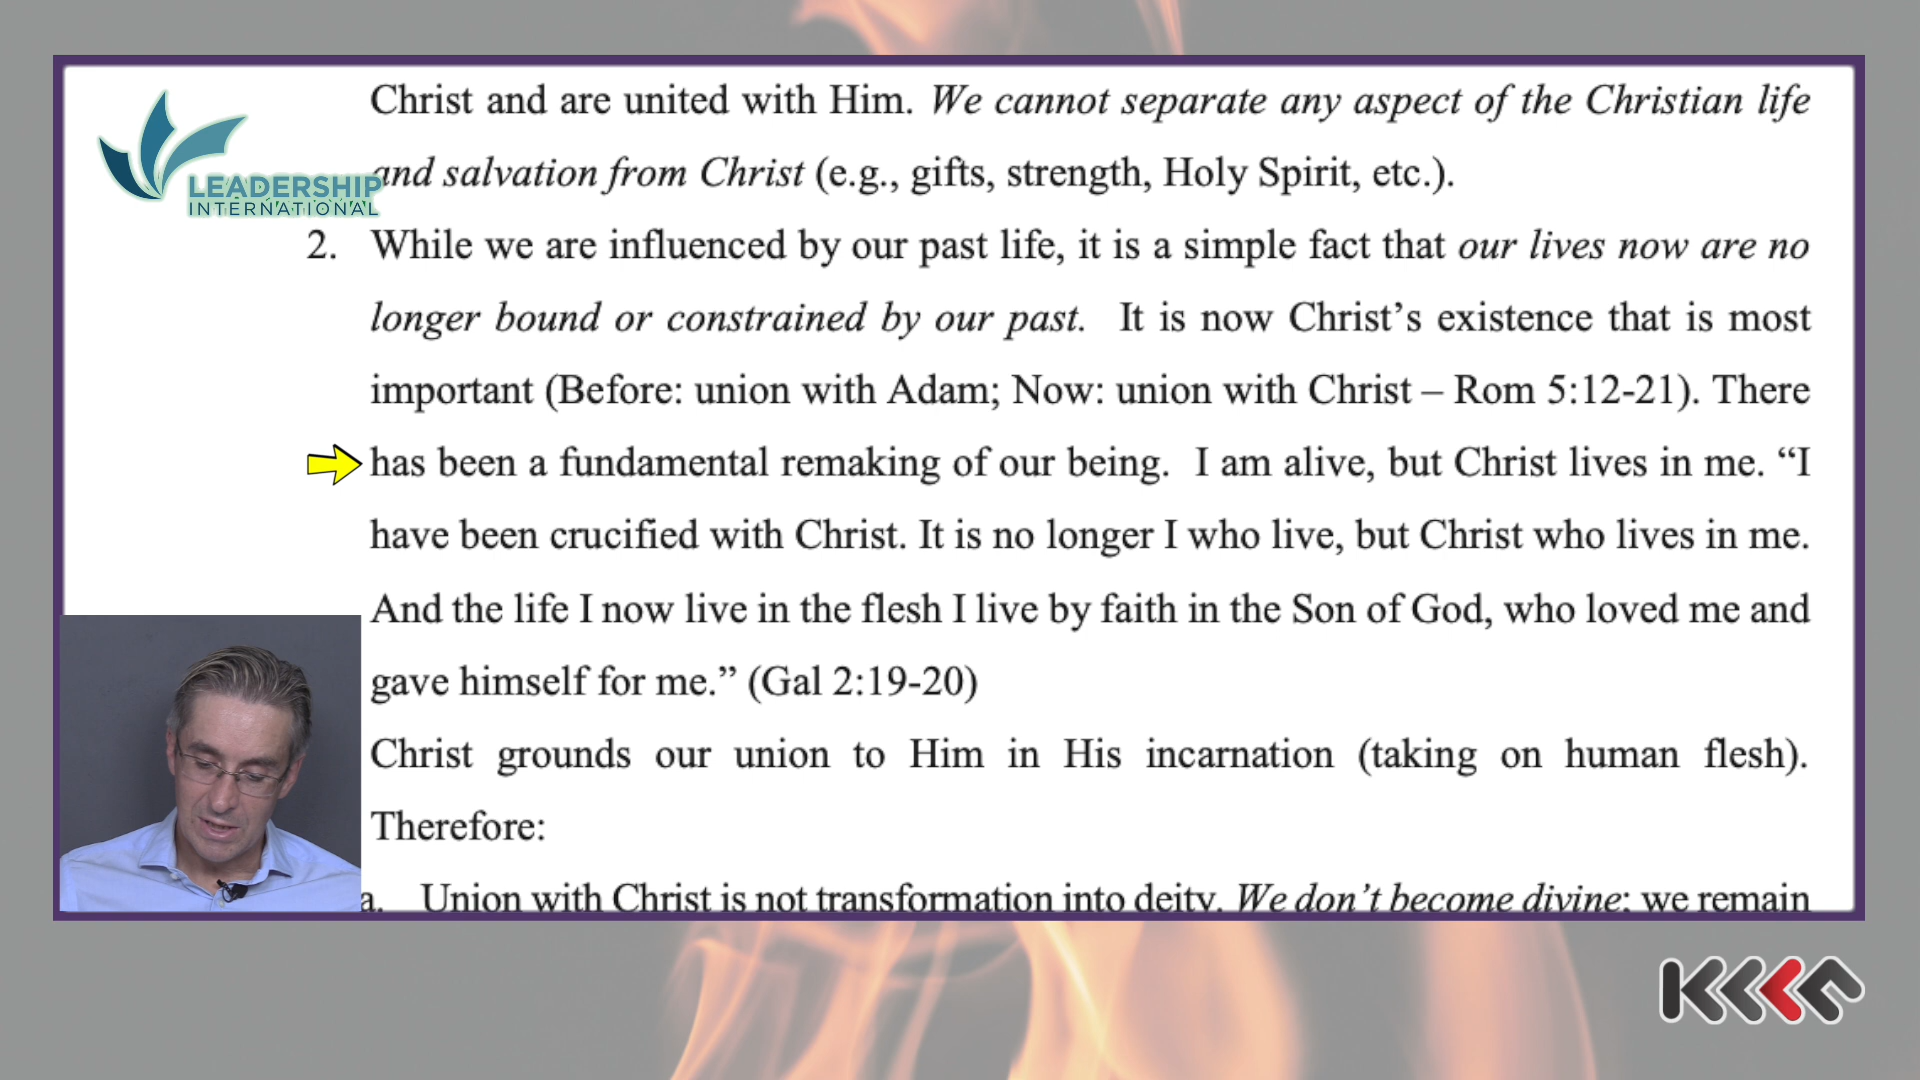 Christ and are united with Him. We cannot separate any aspect of the Christian life
and salvation from Christ (e.g., gifts, strength, Holy Spirit, etc.).
LEADERSHIP
INTERNATIONAL
2. While we are influenced by our past life, it is a simple fact that our lives now are no
longer bound or constrained by our past. It is now Christ’s existence that is most
important (Before: union with Adam; Now: union with Christ – Rom 5:12-21). There
has been a fundamental remaking of our being. I am alive, but Christ lives in me. “I
have been crucified with Christ. It is no longer I who live, but Christ who lives in me.
And the life I now live in the flesh I live by faith in the Son of God, who loved me and
gave himself for me.” (Gal 2:19-20)
Christ grounds our union to Him in His incarnation (taking on human flesh).
Therefore:
a. Union with Christ is not transformation into deity. We don’t become divine; we remain